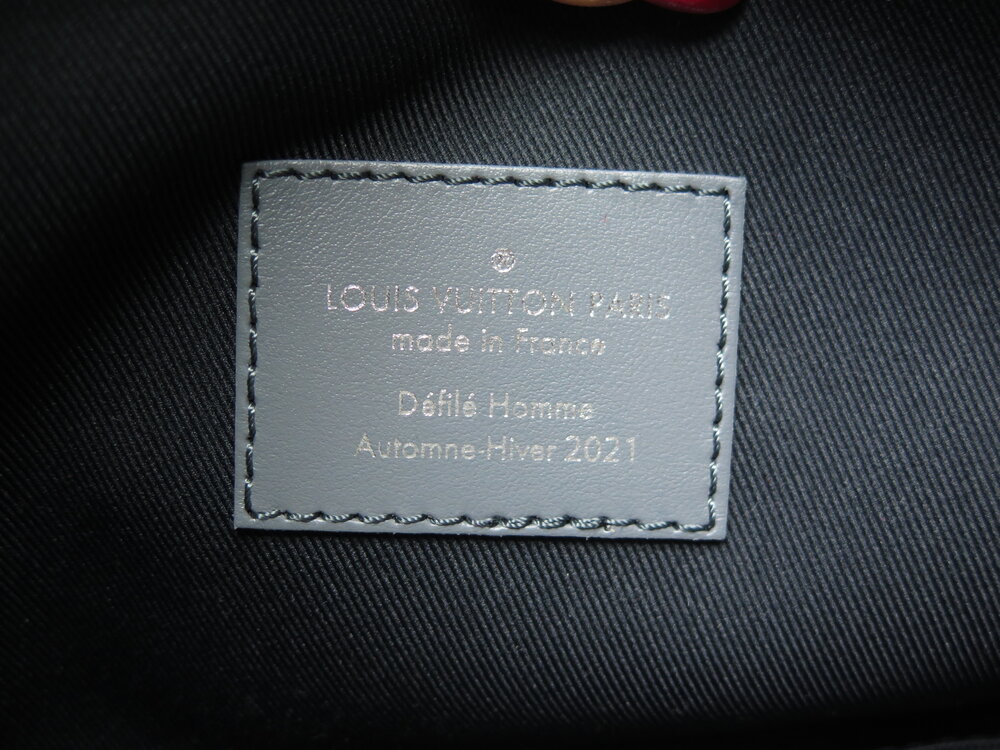 LOUIS VUITTON PARIS
made in France
Défilé Homme
Automne-Hiver 2021